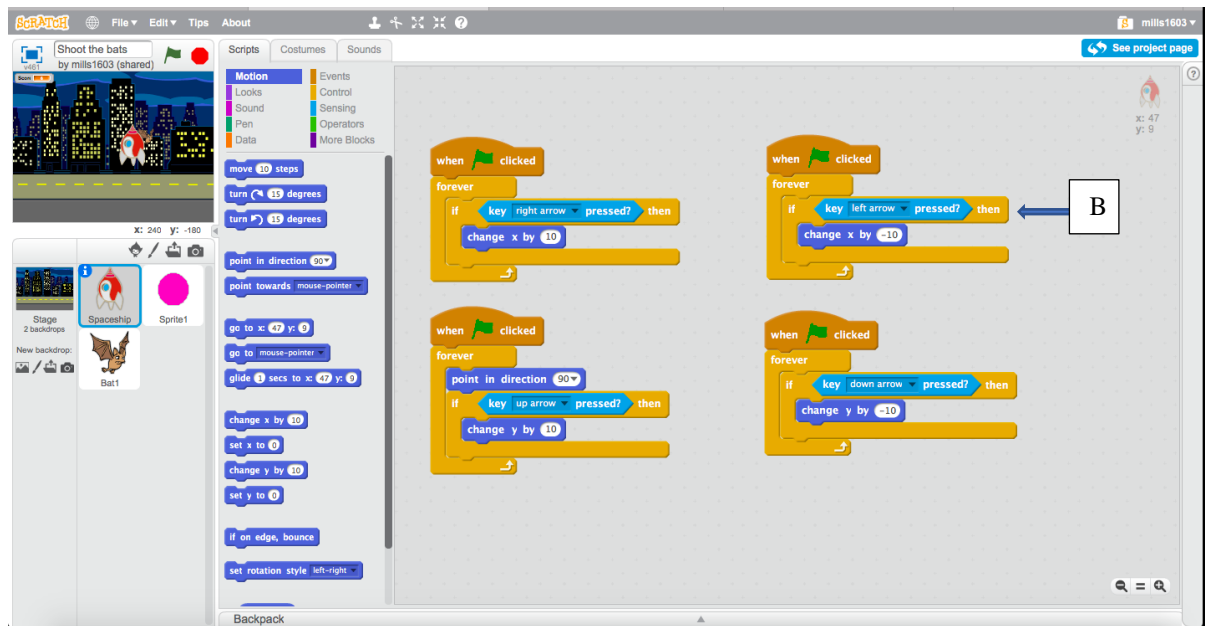 SCRATCH File Edit Tips About mills1603
Shoot the bats
by mills1603 (shared)
v461
Scripts Costumes Sounds
See project page
Score
Motion Events
Looks Control
Sound Sensing
Pen Operators
Data More Blocks
move 10 steps
turn 15 degrees
turn 15 degrees
point in direction 90
point towards mouse-pointer
go to x: 47 y: 9
go to mouse-pointer
glide 1 secs to x: 47 y: 9
change x by 10
set x to 0
change y by 10
set y to 0
if on edge, bounce
set rotation style left-right
X: 240 Y: -180
Stage
2 backdrops
New backdrop:
Spaceship
Sprite1
Bat1
when clicked
forever
if key right arrow pressed? then
change x by 10
when clicked
forever
if key left arrow pressed? then
change x by -10
B
when clicked
forever
point in direction 90
if key up arrow pressed? then
change y by 10
when clicked
forever
if key down arrow pressed? then
change y by -10
x: 47
y: 9
Backpack